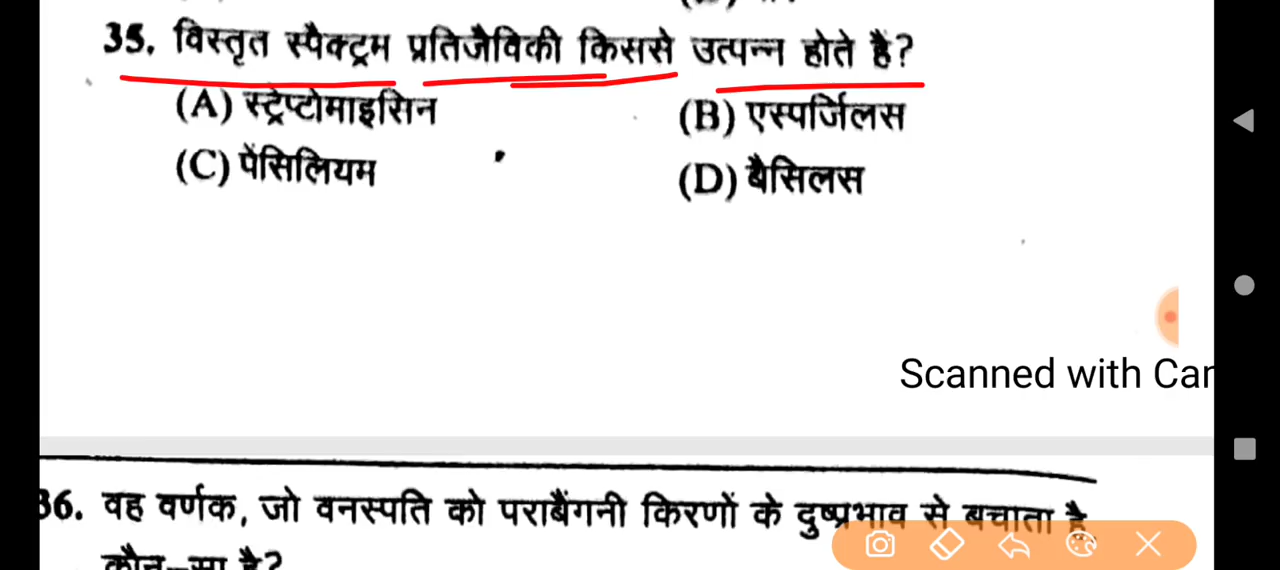 35. विस्तृत स्पैक्ट्रम प्रतिजैविकी किससे उत्पन्न होते है?
(A) स्ट्रेप्टोमाइसिन (B) एस्पर्जिलस
(C) पेंसिलियम (D) बैसिलस
Scanned with Car
36. वह वर्णक, जो वनस्पति को पराबैंगनी किरणों के दुष्प्रभाव से बचाता है,
कौन-सा है?